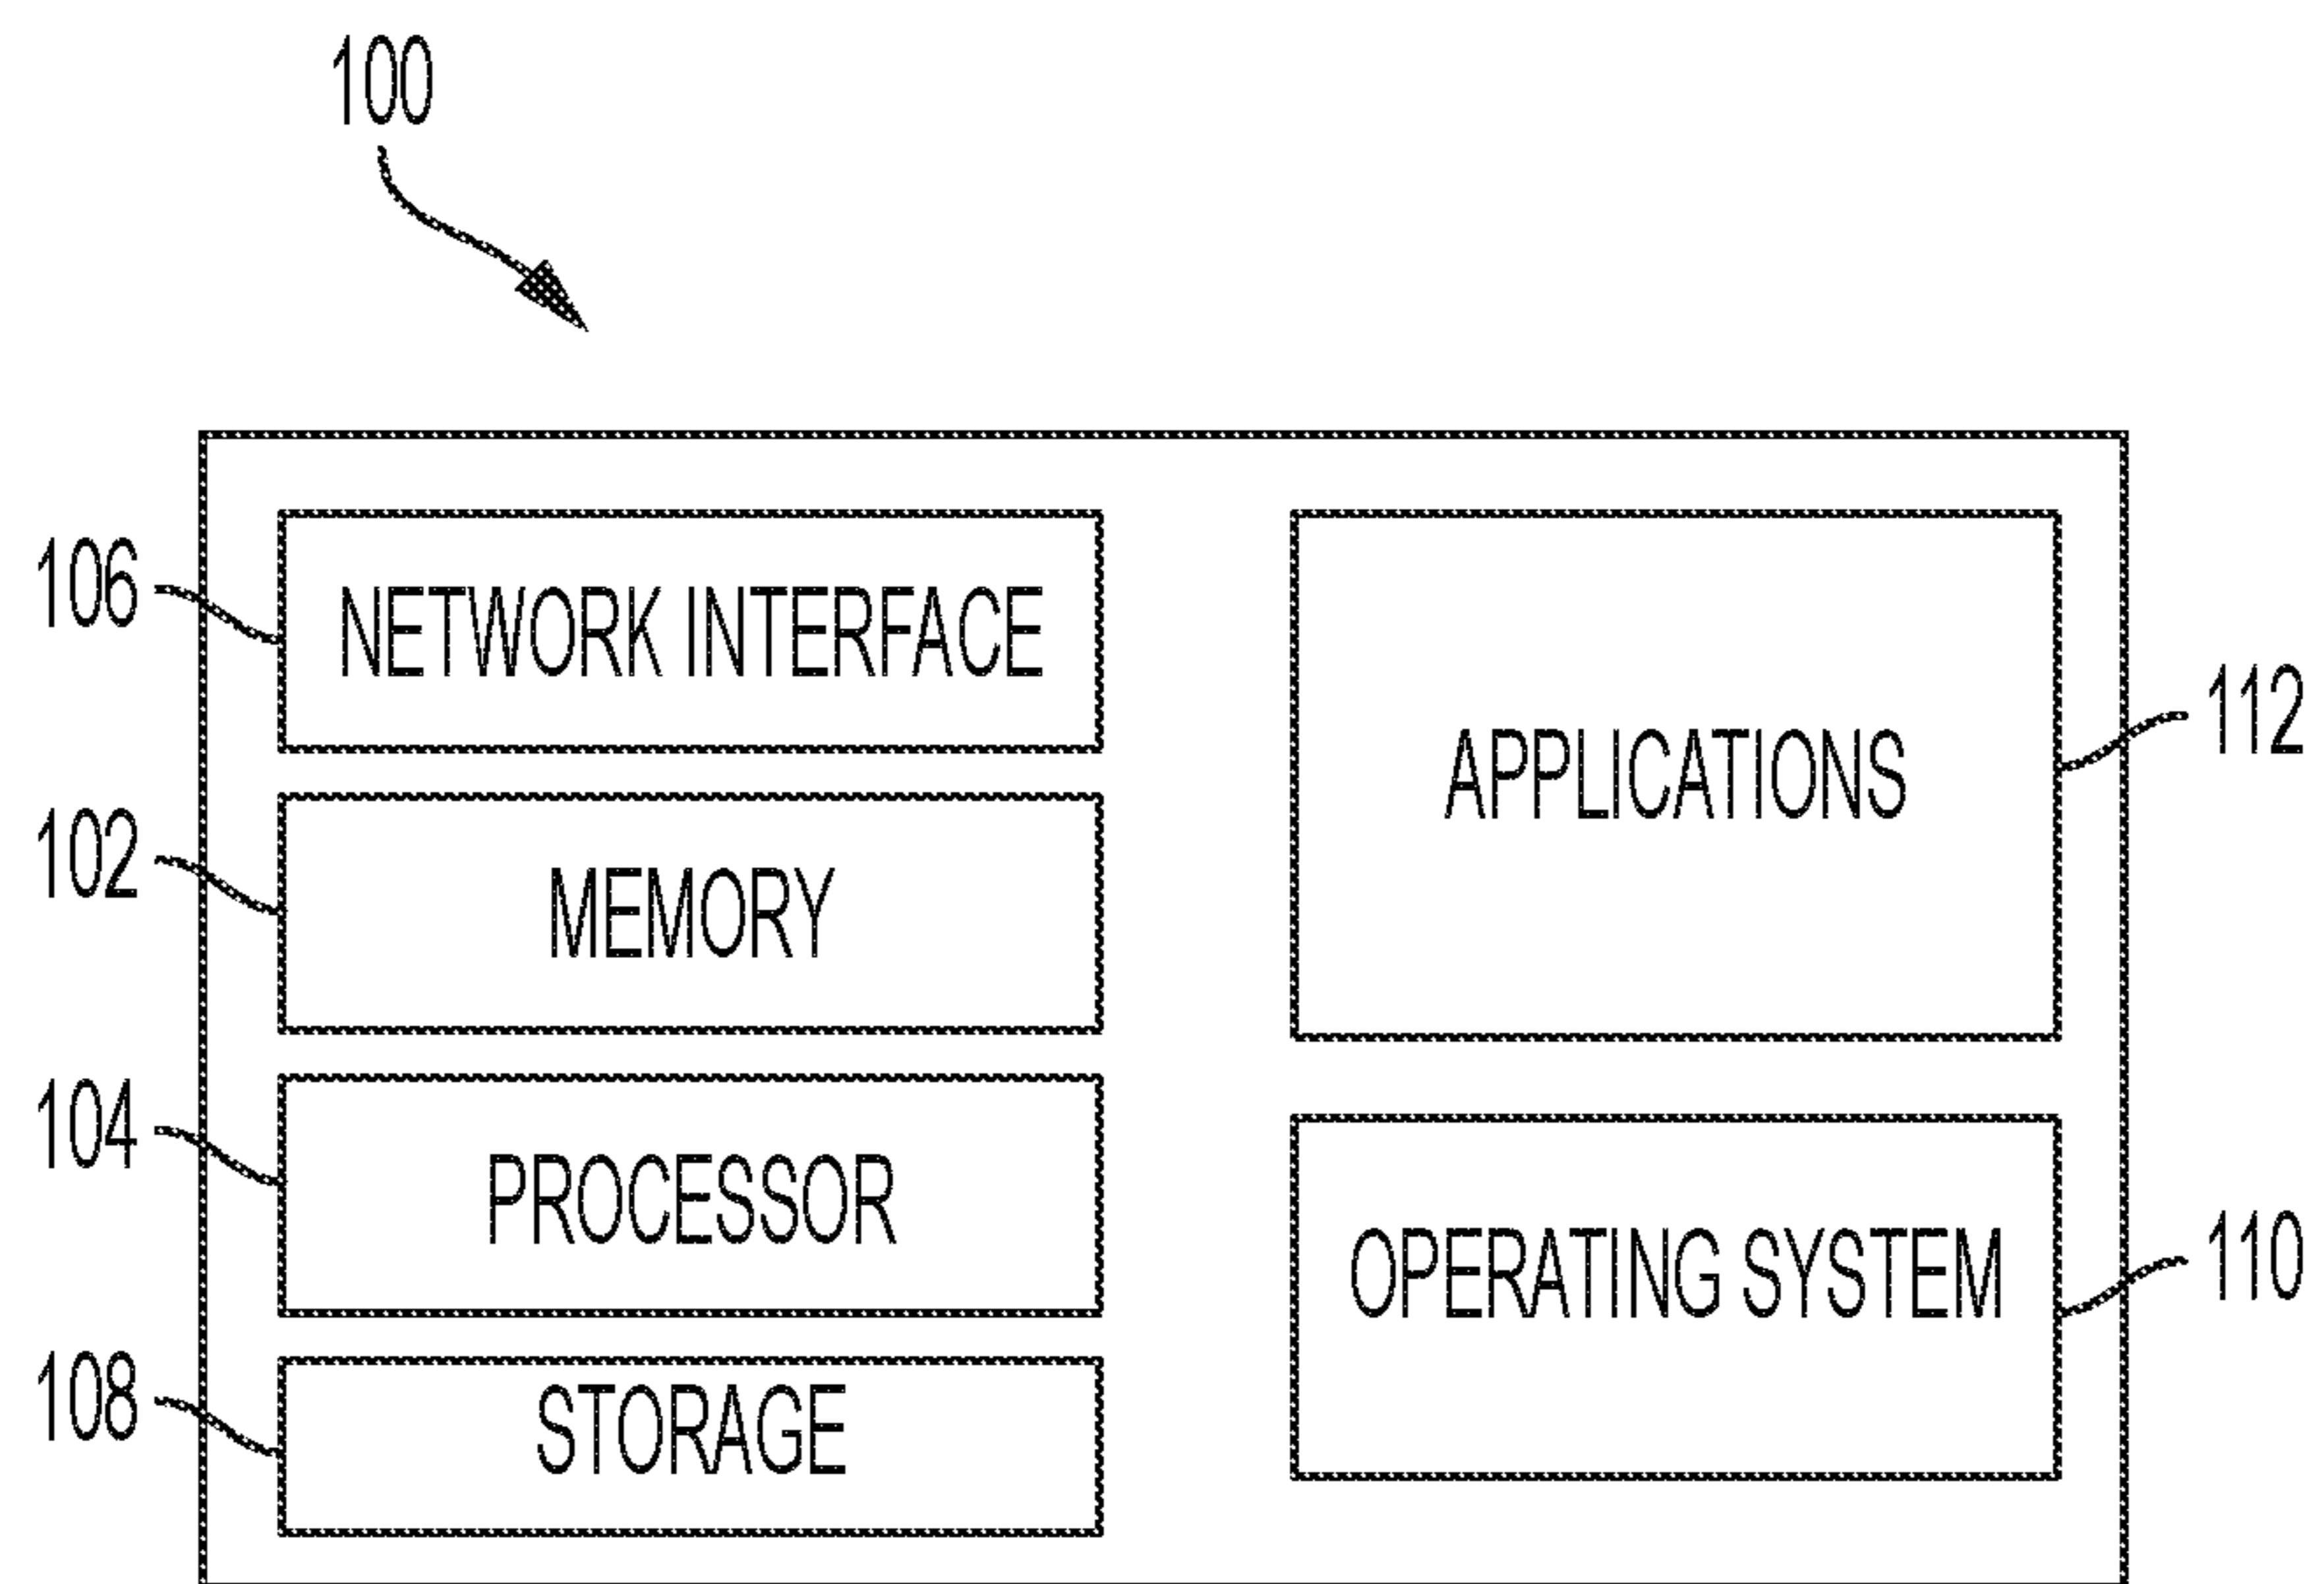 100
106
NETWORK INTERFACE
112
APPLICATIONS
102
MEMORY
104
PROCESSOR
110
OPERATING SYSTEM
108
STORAGE